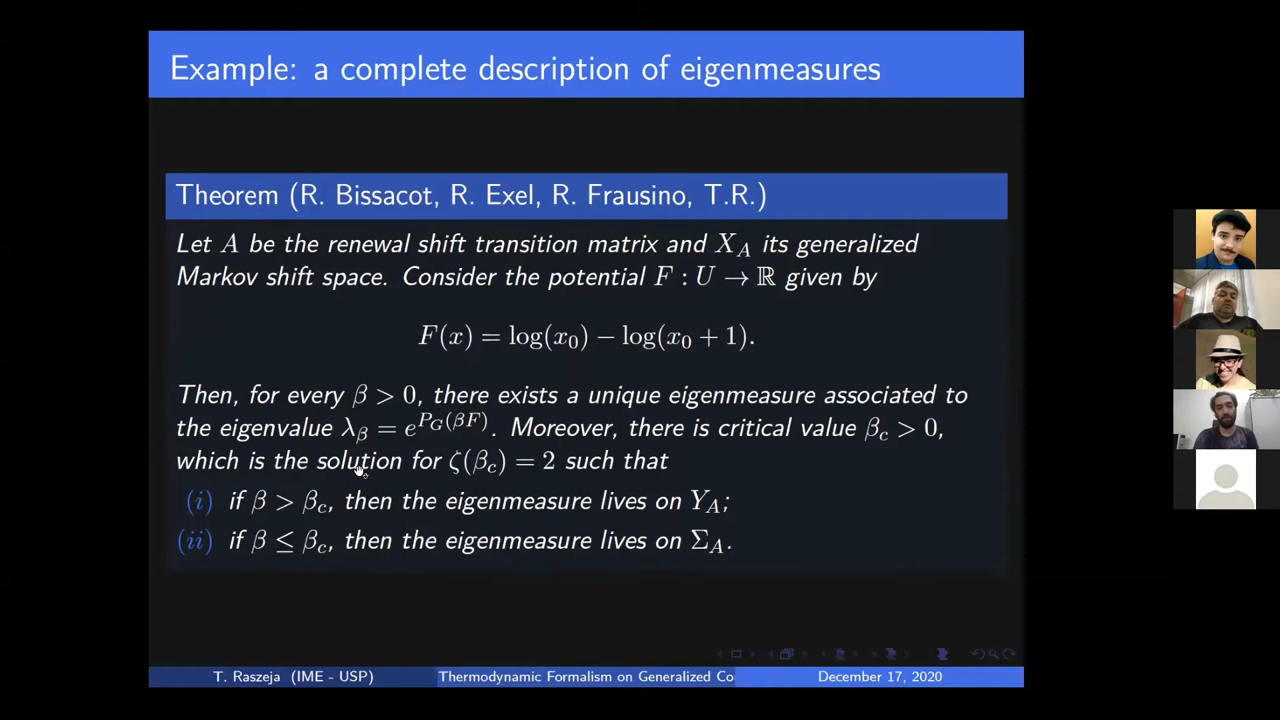 Example: a complete description of eigenmeasures
Theorem (R. Bissacot, R. Exel, R. Frausino, T.R.)
Let A be the renewal shift transition matrix and X_A its generalized
Markov shift space. Consider the potential F : U → ℝ given by
F(x) = log(x_0) − log(x_0 + 1).
Then, for every β > 0, there exists a unique eigenmeasure associated to
the eigenvalue λ_β = e^{P_G(βF)}. Moreover, there is critical value β_c > 0,
which is the solution for ζ(β_c) = 2 such that
(i) if β > β_c, then the eigenmeasure lives on Y_A;
(ii) if β ≤ β_c, then the eigenmeasure lives on Σ_A.
T. Raszeja (IME - USP) Thermodynamic Formalism on Generalized Co December 17, 2020